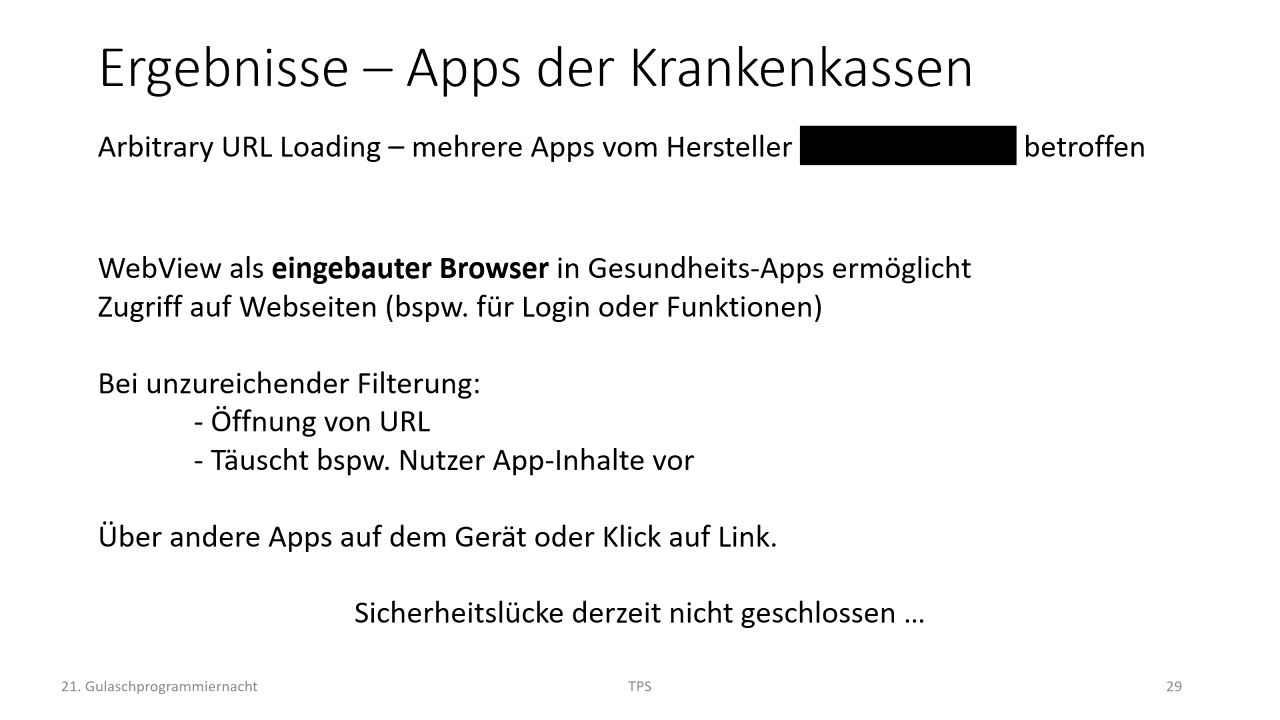 Ergebnisse – Apps der Krankenkassen
Arbitrary URL Loading – mehrere Apps vom Hersteller betroffen
WebView als eingebauter Browser in Gesundheits-Apps ermöglicht
Zugriff auf Webseiten (bspw. für Login oder Funktionen)
Bei unzureichender Filterung:
- Öffnung von URL
- Täuscht bspw. Nutzer App-Inhalte vor
Über andere Apps auf dem Gerät oder Klick auf Link.
Sicherheitslücke derzeit nicht geschlossen …
21. Gulaschprogrammiernacht
TPS
29